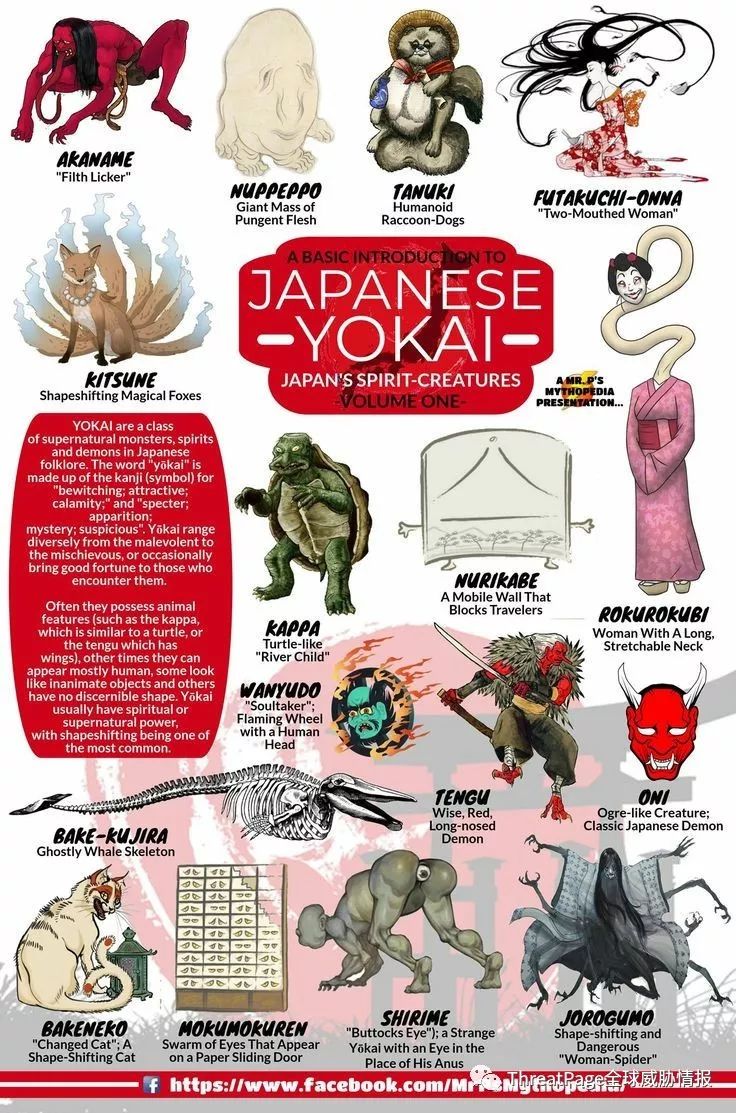 AKANAME
"Filth Licker"
NUPPEPPO
Giant Mass of
Pungent Flesh
TANUKI
Humanoid
Raccoon-Dogs
FUTAKUCHI-ONNA
"Two-Mouthed Woman"
KITSUNE
Shapeshifting Magical Foxes
A BASIC INTRODUCTION TO
JAPANESE
-YOKAI-
JAPAN'S SPIRIT-CREATURES
-VOLUME ONE-
A MR. P'S
MYTHOPEDIA
PRESENTATION...
YOKAI are a class
of supernatural monsters, spirits
and demons in Japanese
folklore. The word "yōkai" is
made up of the kanji (symbol) for
"bewitching; attractive;
calamity;" and "specter;
apparition;
mystery; suspicious". Yōkai range
diversely from the malevolent to
the mischievous, or occasionally
bring good fortune to those who
encounter them.
Often they possess animal
features (such as the kappa,
which is similar to a turtle, or
the tengu which has
wings), other times they can
appear mostly human, some look
like inanimate objects and others
have no discernible shape. Yōkai
usually have spiritual or
supernatural power,
with shapeshifting being one of
the most common.
KAPPA
Turtle-like
"River Child"
NURIKABE
A Mobile Wall That
Blocks Travelers
ROKUROKUBI
Woman With A Long,
Stretchable Neck
WANYUDO
"Soultaker";
Flaming Wheel
with a Human
Head
TENGU
Wise, Red,
Long-nosed
Demon
ONI
Ogre-like Creature;
Classic Japanese Demon
BAKE-KUJIRA
Ghostly Whale Skeleton
BAKENEKO
"Changed Cat"; A
Shape-Shifting Cat
MOKUMOKUREN
Swarm of Eyes That Appear
on a Paper Sliding Door
SHIRIME
"Buttocks Eye"); a Strange
Yōkai with an Eye in the
Place of His Anus
JOROGUMO
Shape-shifting and
Dangerous
"Woman-Spider"
f https://www.facebook.com/MrPsMythopedia/
ThreatPage全球威胁情报